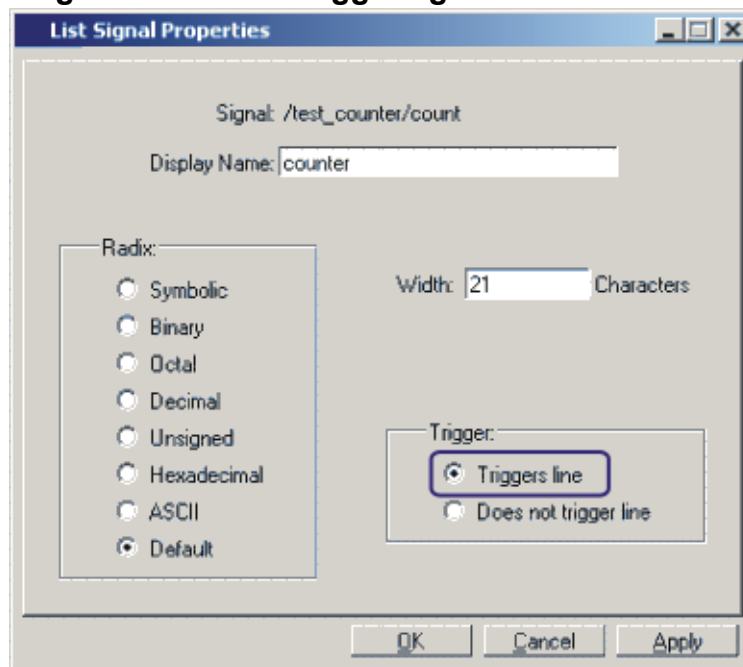 List Signal Properties
Signal: /test_counter/count
Display Name: counter
Radix:
Symbolic
Binary
Octal
Decimal
Unsigned
Hexadecimal
ASCII
Default
Width: 21 Characters
Trigger:
Triggers line
Does not trigger line
OK Cancel Apply